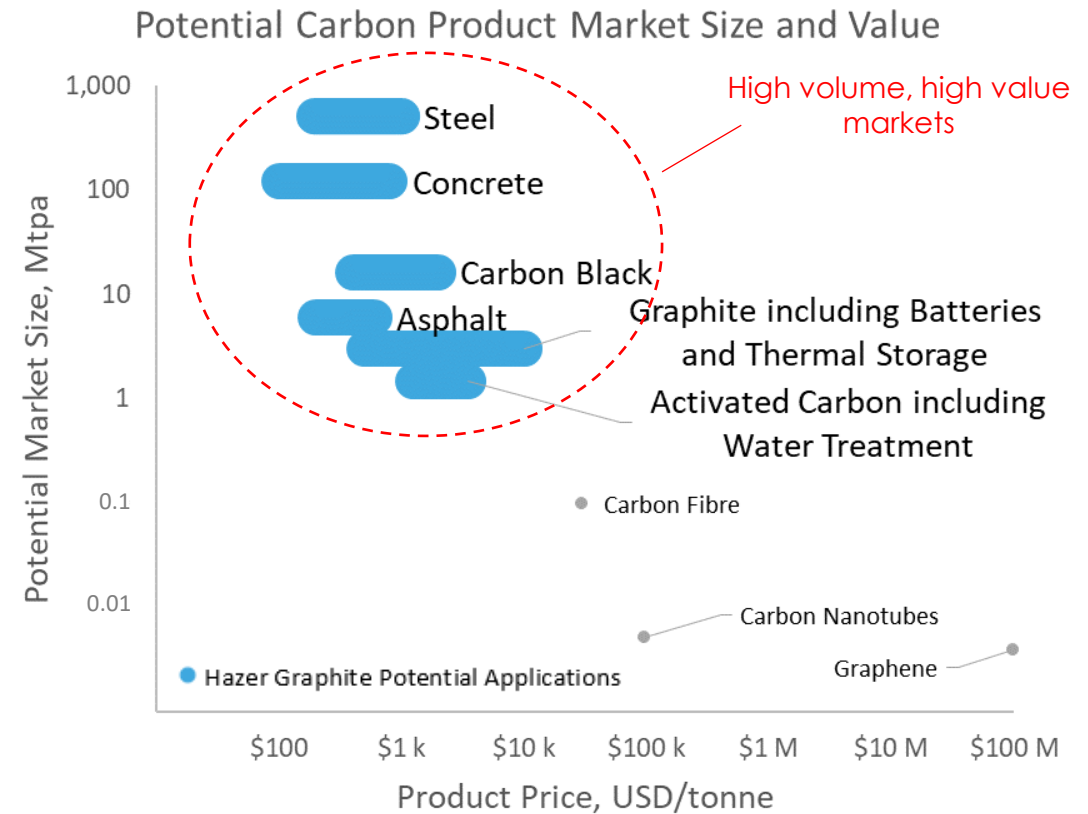 Potential Carbon Product Market Size and Value
High volume, high value
markets
Potential Market Size, Mtpa
1,000
100
10
1
0.1
0.01
Steel
Concrete
Carbon Black
Asphalt
Graphite including Batteries
and Thermal Storage
Activated Carbon including
Water Treatment
Carbon Fibre
Carbon Nanotubes
Graphene
Hazer Graphite Potential Applications
$100 $1 k $10 k $100 k $1 M $10 M $100 M
Product Price, USD/tonne